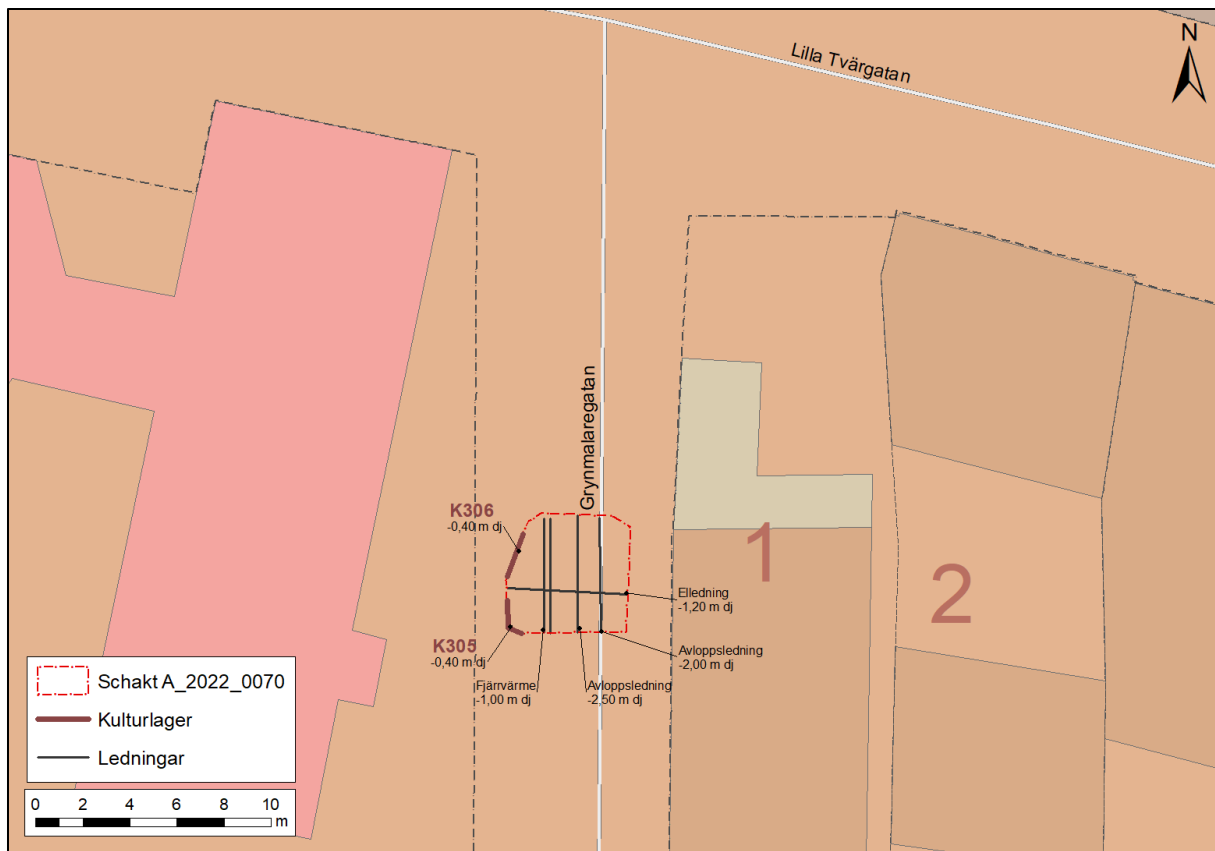 N
Lilla Tvärgatan
Grynmalaregatan
K306
-0,40 m dj
1
2
Elledning
-1,20 m dj
K305
-0,40 m dj
Avloppsledning
-2,00 m dj
Fjärrvärme
-1,00 m dj
Avloppsledning
-2,50 m dj
Schakt A_2022_0070
Kulturlager
Ledningar
0 2 4 6 8 10
m